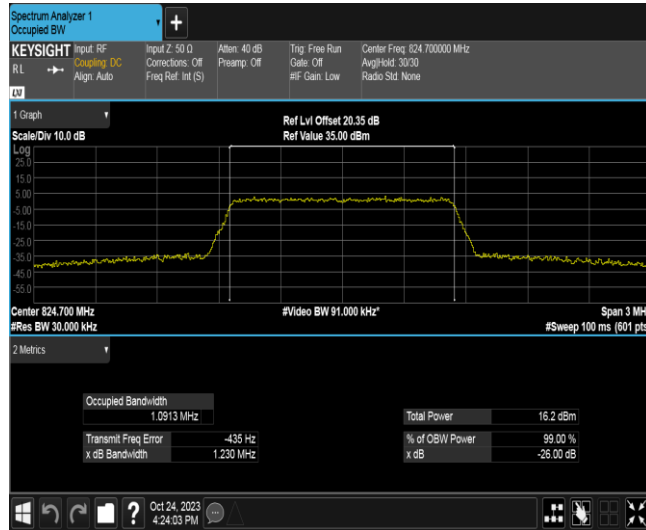 Spectrum Analyzer 1
Occupied BW
+
KEYSIGHT Input: RF Input Z: 50 Ω Atten: 40 dB Trig: Free Run Center Freq: 824.700000 MHz
RL Coupling: DC Corrections: Off Preamp: Off Gate: Off Avg|Hold: 30/30
Align: Auto Freq Ref: Int (S) #IF Gain: Low Radio Std: None
LXI
1 Graph
Ref Lvl Offset 20.35 dB
Scale/Div 10.0 dB Ref Value 35.00 dBm
Log
25.0
15.0
5.00
-5.00
-15.0
-25.0
-35.0
-45.0
-55.0
Center 824.700 MHz #Video BW 91.000 kHz* Span 3 MH
#Res BW 30.000 kHz #Sweep 100 ms (601 pts
2 Metrics
Occupied Bandwidth
1.0913 MHz Total Power 16.2 dBm
Transmit Freq Error -435 Hz % of OBW Power 99.00 %
x dB Bandwidth 1.230 MHz x dB -26.00 dB
? Oct 24, 2023
4:24:03 PM